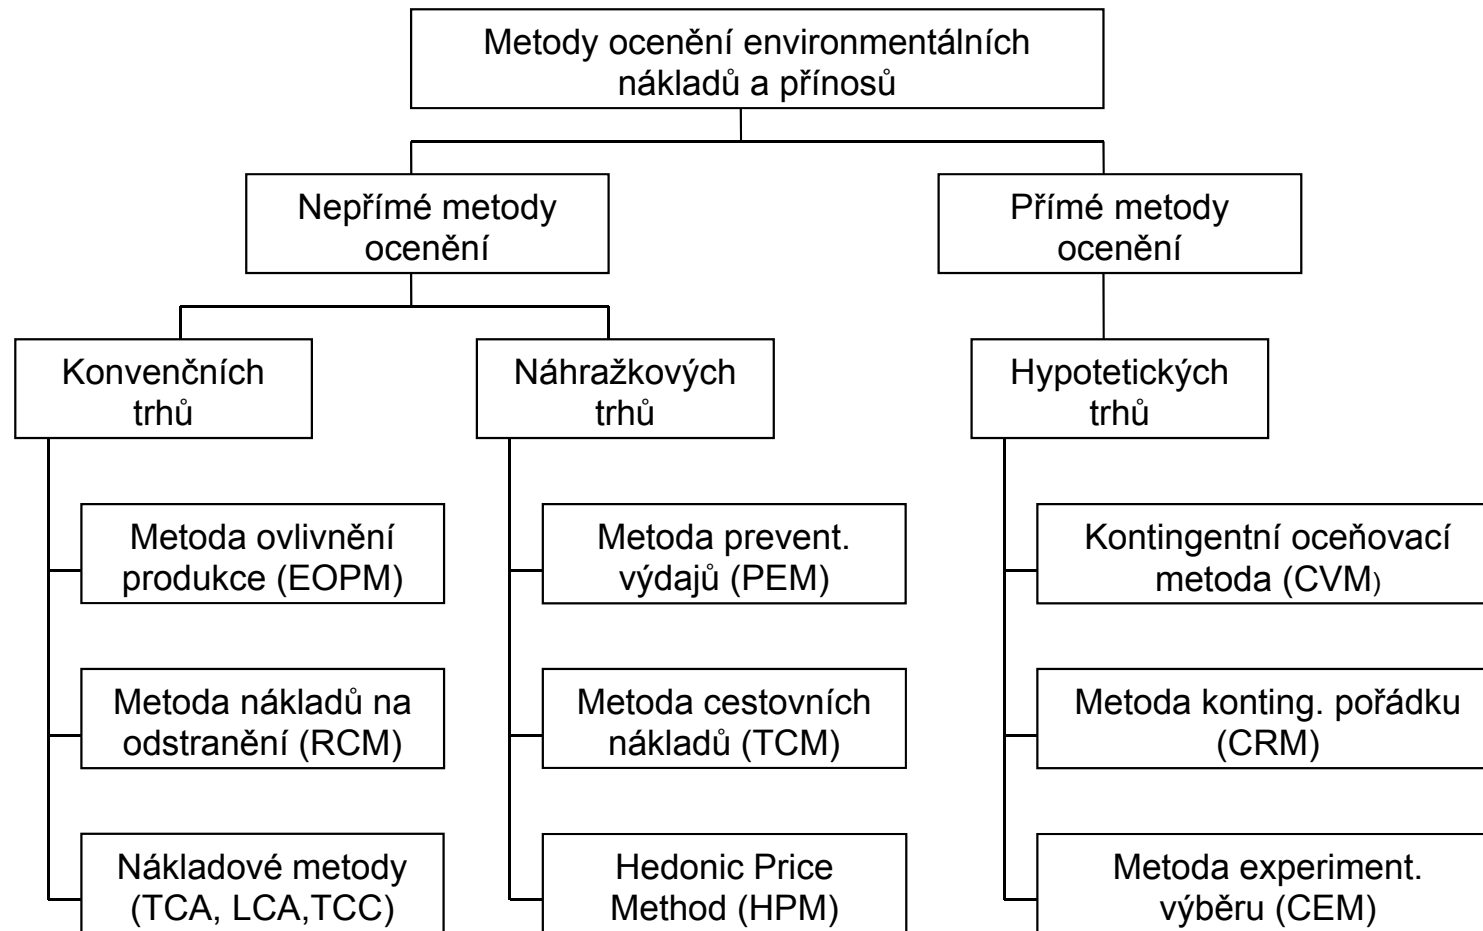 Metody ocenění environmentálních
nákladů a přínosů
Nepřímé metody
ocenění
Přímé metody
ocenění
Konvenčních
trhů
Náhražkových
trhů
Hypotetických
trhů
Metoda ovlivnění
produkce (EOPM)
Metoda prevent.
výdajů (PEM)
Kontingentní oceňovací
metoda (CVM)
Metoda nákladů na
odstranění (RCM)
Metoda cestovních
nákladů (TCM)
Metoda konting. pořádku
(CRM)
Nákladové metody
(TCA, LCA,TCC)
Hedonic Price
Method (HPM)
Metoda experiment.
výběru (CEM)